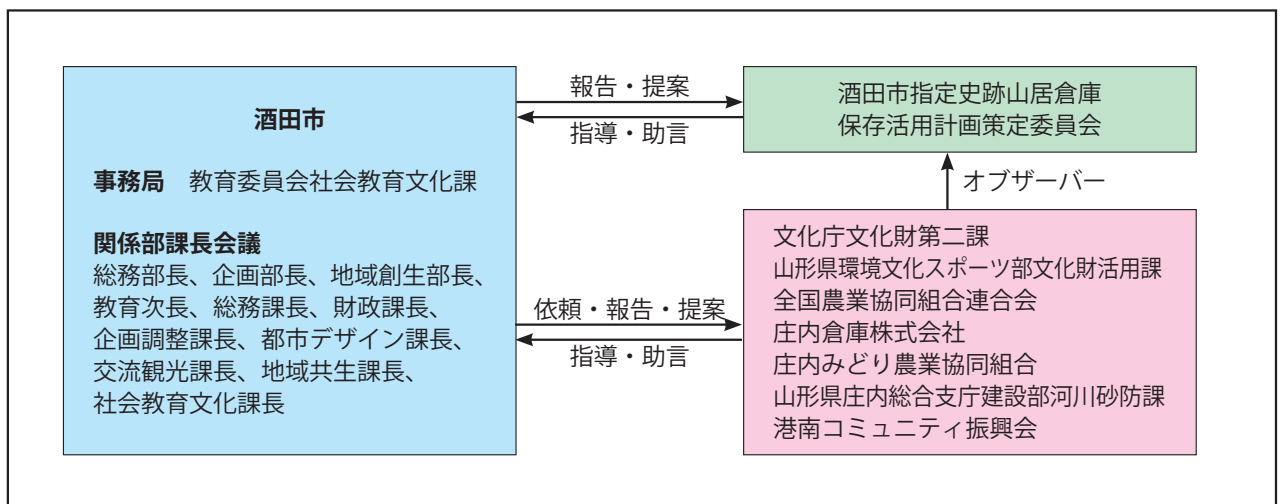 酒田市
事務局　教育委員会社会教育文化課
関係部課長会議
総務部長、企画部長、地域創生部長、
教育次長、総務課長、財政課長、
企画調整課長、都市デザイン課長、
交流観光課長、地域共生課長、
社会教育文化課長
報告・提案
指導・助言
酒田市指定史跡山居倉庫
保存活用計画策定委員会
オブザーバー
依頼・報告・提案
指導・助言
文化庁文化財第二課
山形県環境文化スポーツ部文化財活用課
全国農業協同組合連合会
庄内倉庫株式会社
庄内みどり農業協同組合
山形県庄内総合支庁建設部河川砂防課
港南コミュニティ振興会